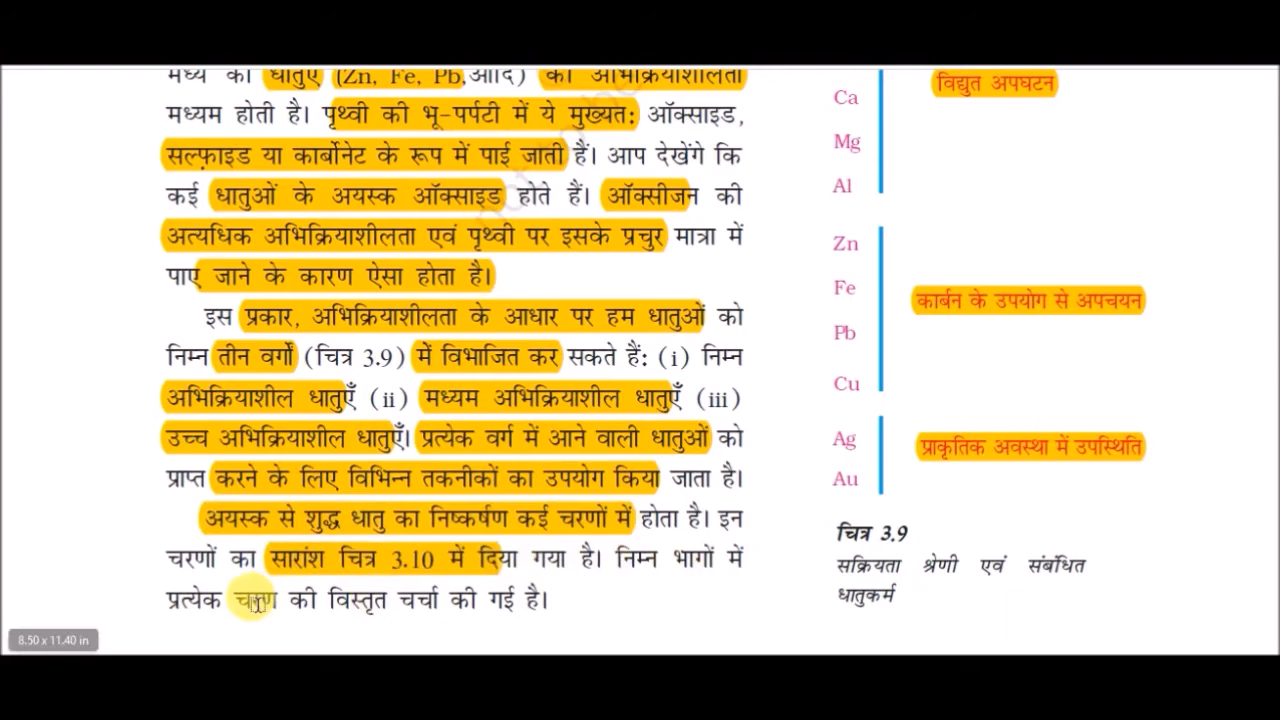 मध्य की धातुएँ (Zn, Fe, Pb,आदि) की अभिक्रियाशीलता
मध्यम होती है। पृथ्वी की भू-पर्पटी में ये मुख्यतः ऑक्साइड,
सल्फ़ाइड या कार्बोनेट के रूप में पाई जाती हैं। आप देखेंगे कि
कई धातुओं के अयस्क ऑक्साइड होते हैं। ऑक्सीजन की
अत्यधिक अभिक्रियाशीलता एवं पृथ्वी पर इसके प्रचुर मात्रा में
पाए जाने के कारण ऐसा होता है।
इस प्रकार, अभिक्रियाशीलता के आधार पर हम धातुओं को
निम्न तीन वर्गों (चित्र 3.9) में विभाजित कर सकते हैं: (i) निम्न
अभिक्रियाशील धातुएँ (ii) मध्यम अभिक्रियाशील धातुएँ (iii)
उच्च अभिक्रियाशील धातुएँ। प्रत्येक वर्ग में आने वाली धातुओं को
प्राप्त करने के लिए विभिन्न तकनीकों का उपयोग किया जाता है।
अयस्क से शुद्ध धातु का निष्कर्षण कई चरणों में होता है। इन
चरणों का सारांश चित्र 3.10 में दिया गया है। निम्न भागों में
प्रत्येक चरण की विस्तृत चर्चा की गई है।
विद्युत अपघटन
Ca
Mg
Al
Zn
Fe
कार्बन के उपयोग से अपचयन
Pb
Cu
Ag
प्राकृतिक अवस्था में उपस्थिति
Au
चित्र 3.9
सक्रियता श्रेणी एवं संबंधित
धातुकर्म
8.50 x 11.40 in